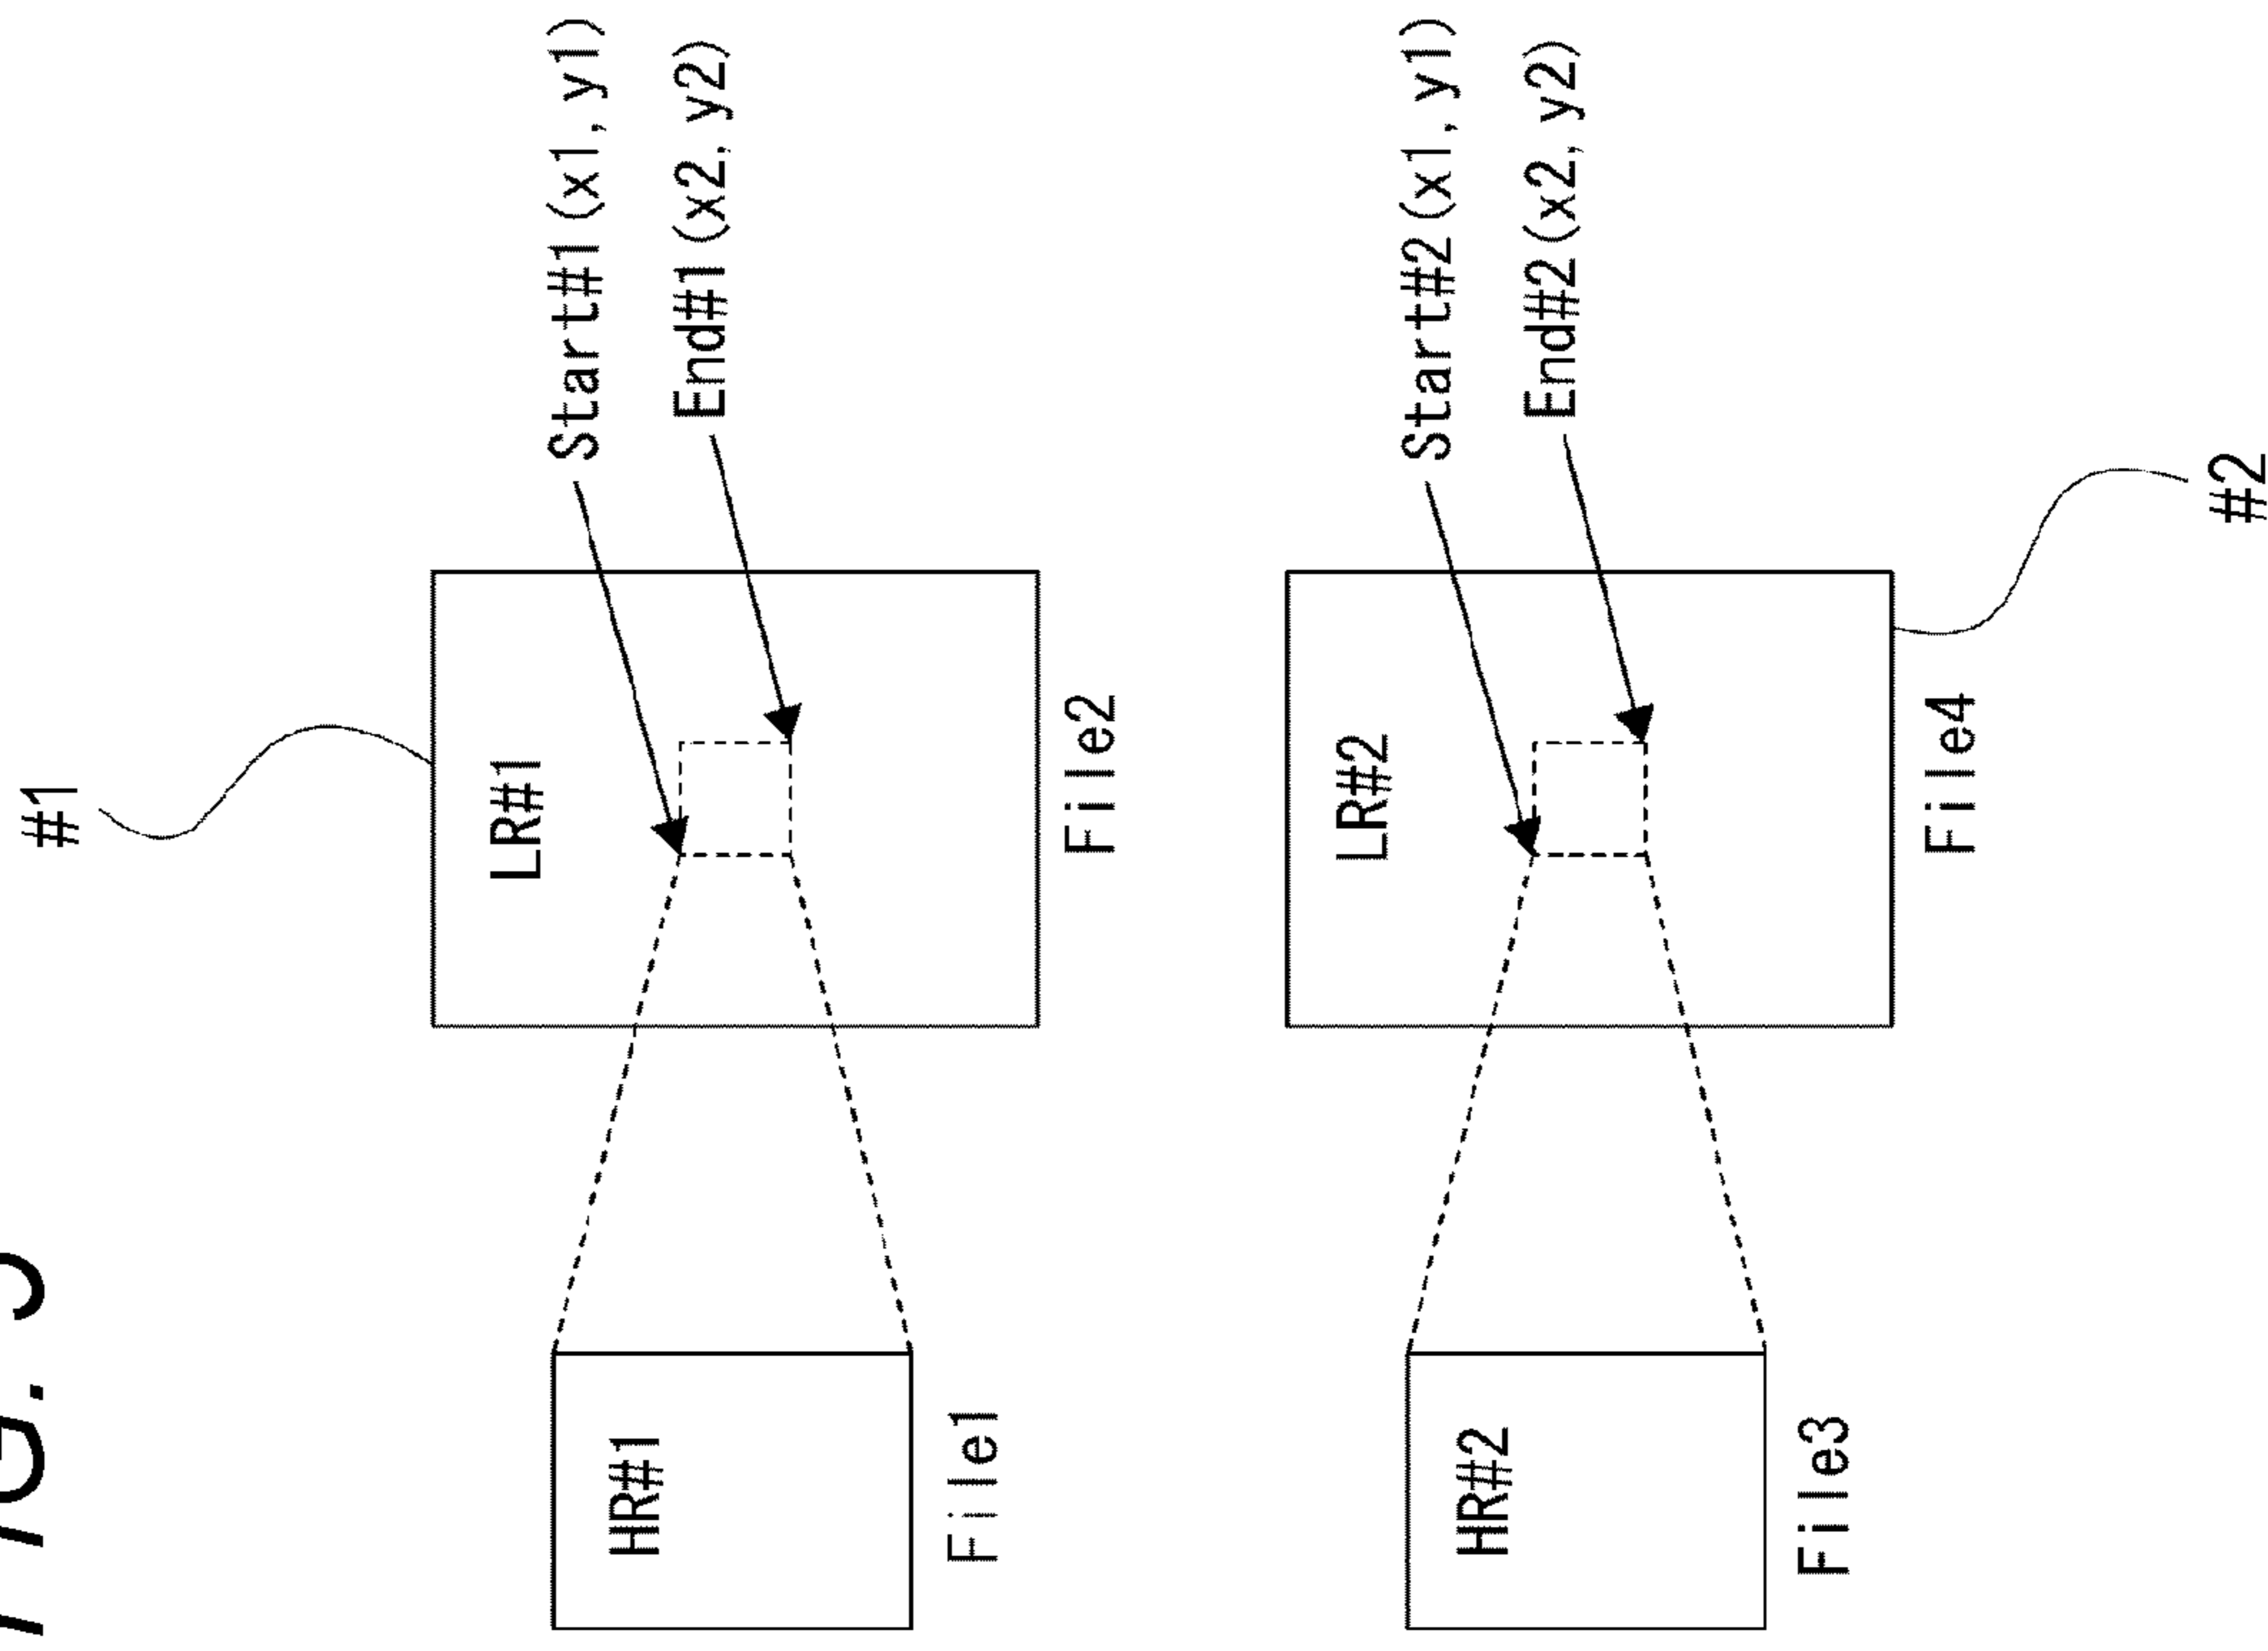 FIG.
#1
LR#1
Start#1(x1,y1)
HR#1
End#1(x2,y2)
File1
File2
LR#2
Start#2(x1,y1)
HR#2
End#2(x2,y2)
File3
File4
#2